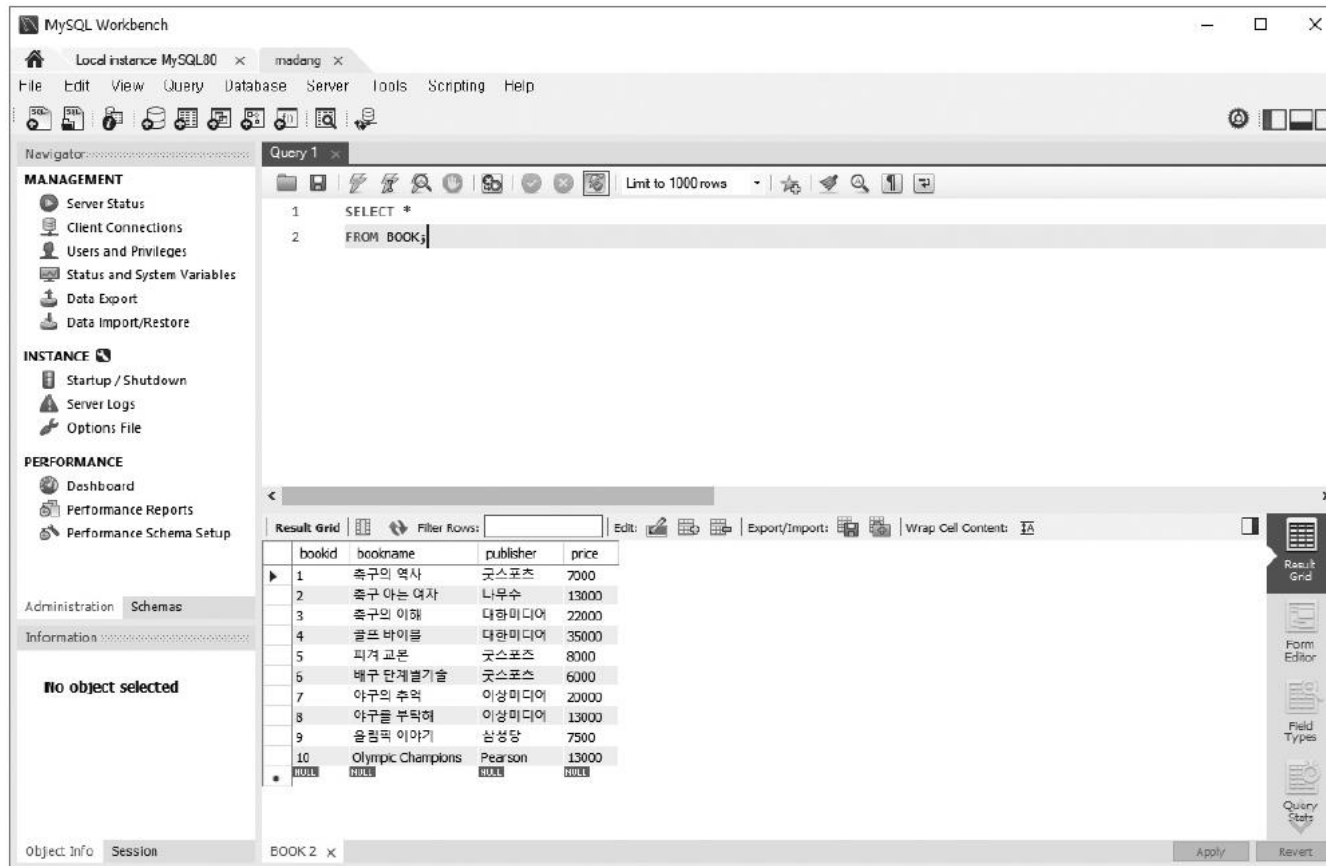 MySQL Workbench
Local instance MySQL80 madang
File Edit View Query Database Server Tools Scripting Help
Navigator
MANAGEMENT
Server Status
Client Connections
Users and Privileges
Status and System Variables
Data Export
Data Import/Restore
INSTANCE
Startup / Shutdown
Server Logs
Options File
PERFORMANCE
Dashboard
Performance Reports
Performance Schema Setup
Administration Schemas
Information
No object selected
Object Info Session
Query 1
Limit to 1000 rows
1 SELECT *
2 FROM BOOK;
Result Grid Filter Rows: Edit: Export/Import: Wrap Cell Content:
bookid bookname publisher price
1 축구의 역사 굿스포츠 7000
2 축구 아는 여자 나무수 13000
3 축구의 이해 대한미디어 22000
4 골프 바이블 대한미디어 35000
5 피겨 교본 굿스포츠 8000
6 배구 단계별기술 굿스포츠 6000
7 야구의 추억 이상미디어 20000
8 야구를 부탁해 이상미디어 13000
9 올림픽 이야기 삼성당 7500
10 Olympic Champions Pearson 13000
NULL NULL NULL NULL
Result
Grid
Form
Editor
Field
Types
Query
Stats
BOOK 2
Apply Revert